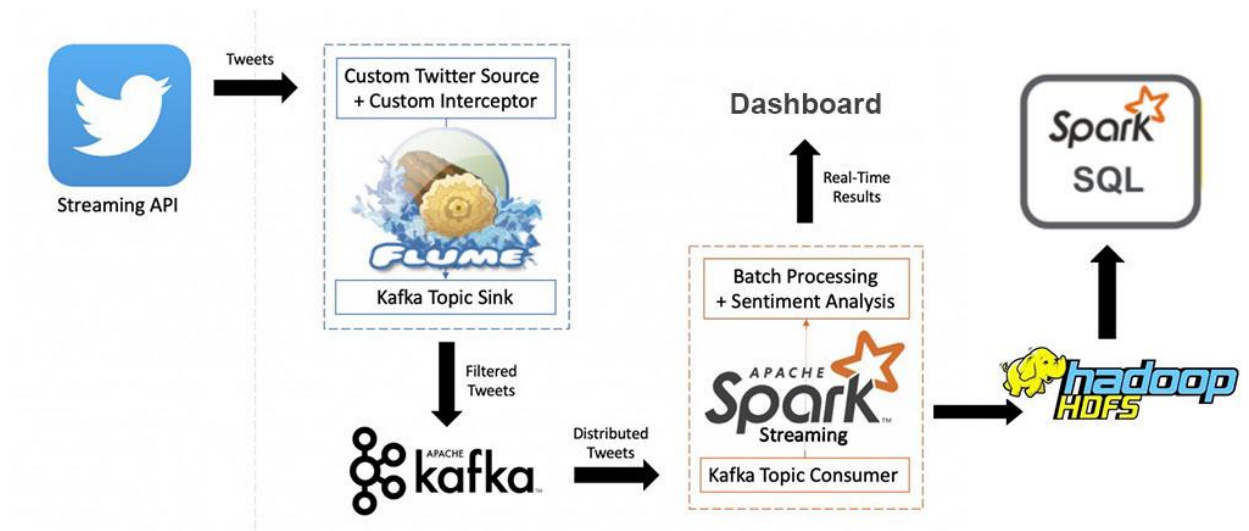 Tweets
Streaming API
Custom Twitter Source
+ Custom Interceptor
FLUME
Kafka Topic Sink
Filtered
Tweets
APACHE
kafka
Distributed
Tweets
Dashboard
Real-Time
Results
Batch Processing
+ Sentiment Analysis
APACHE
Spark™
Streaming
Kafka Topic Consumer
hadoop
HDFS
Spark
SQL